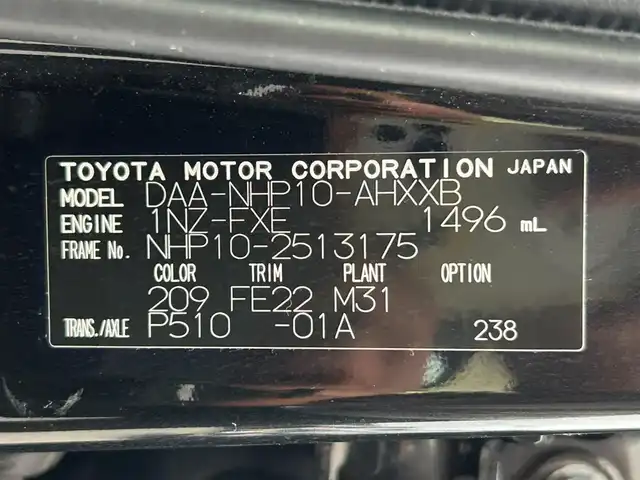 TOYOTA MOTOR CORPORATION JAPAN
MODEL DAA-NHP10-AHXXB
ENGINE 1NZ-FXE 1496 mL
FRAME No. NHP10-2513175
COLOR TRIM PLANT OPTION
209 FE22 M31
TRANS./AXLE P510 -01A 238